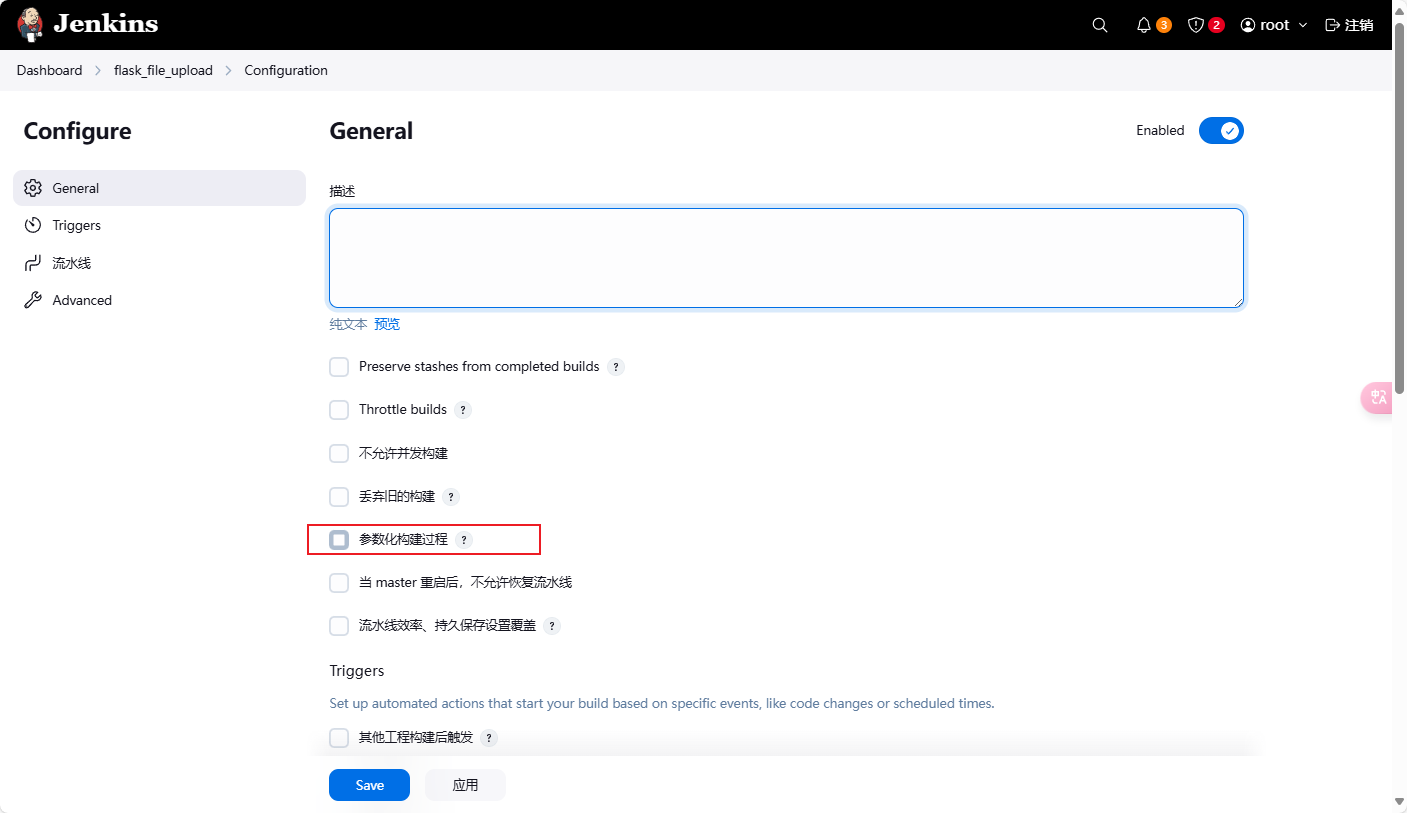 Jenkins
3
2
root
注销
Dashboard
flask_file_upload
Configuration
Configure
General
Triggers
流水线
Advanced
General
Enabled
描述
纯文本 预览
Preserve stashes from completed builds ?
Throttle builds ?
不允许并发构建
丢弃旧的构建 ?
参数化构建过程 ?
当 master 重启后，不允许恢复流水线
流水线效率、持久保存设置覆盖 ?
Triggers
Set up automated actions that start your build based on specific events, like code changes or scheduled times.
其他工程构建后触发 ?
Save
应用
中A